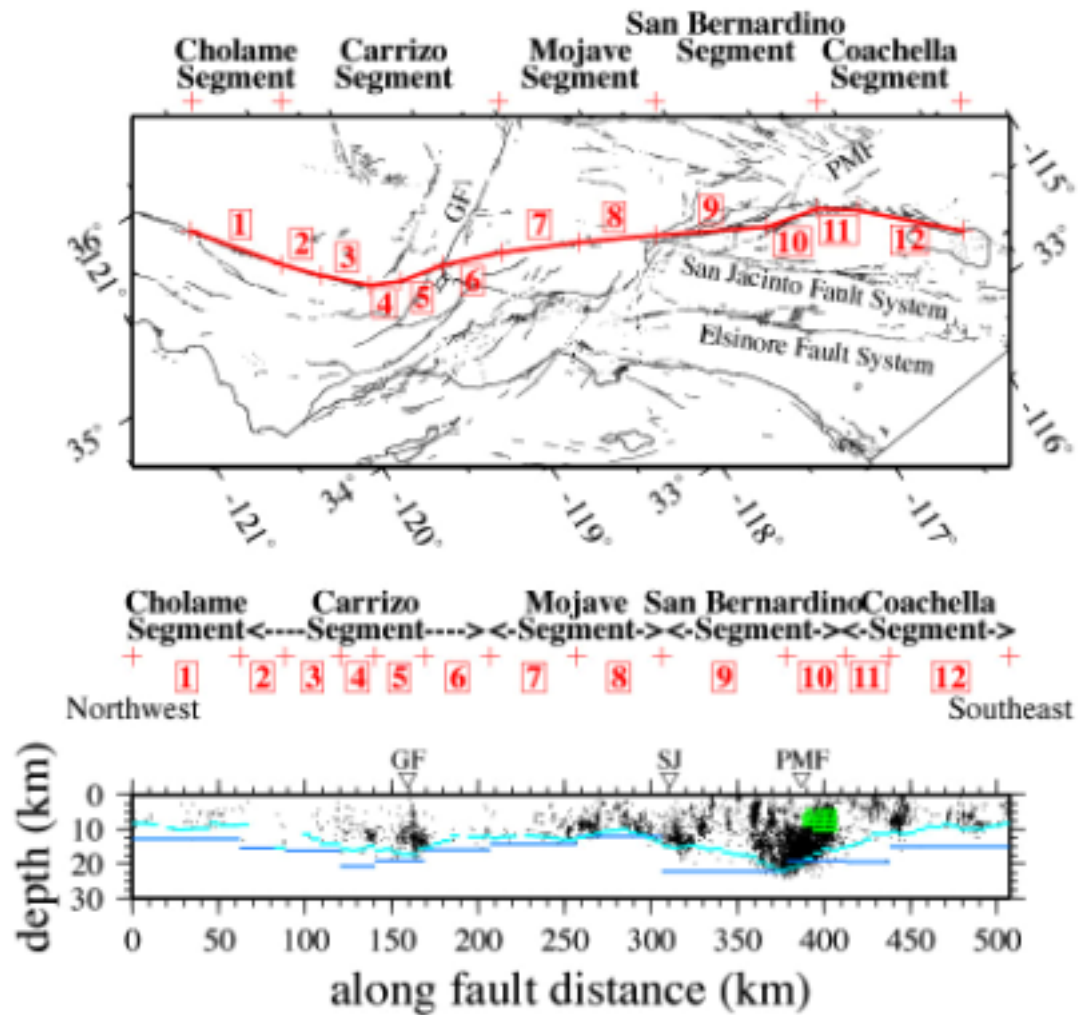 San Bernardino
Cholame Carrizo Mojave Segment Coachella
Segment Segment Segment Segment
PMF
-115°
GF
1 2 3 4 5 6 7 8 9 10 11 12
36°
-121°
33°
San Jacinto Fault System
Elsinore Fault System
35°
-116°
-121° 34° -120° -119° 33° -118° -117°
Cholame Carrizo Mojave San Bernardino Coachella
Segment<----Segment----> <-Segment-> <-Segment-> <-Segment->
1 2 3 4 5 6 7 8 9 10 11 12
Northwest Southeast
GF SJ PMF
depth (km)
0
10
20
30
0 50 100 150 200 250 300 350 400 450 500
along fault distance (km)